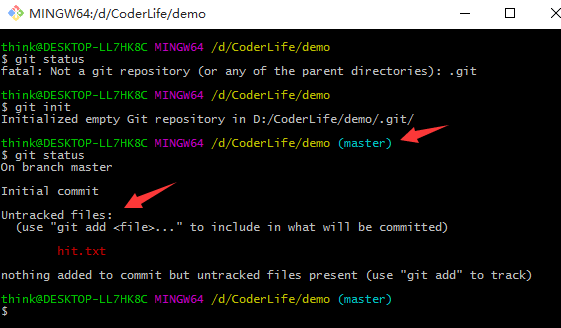 MINGW64:/d/CoderLife/demo
think@DESKTOP-LL7HK8C MINGW64 /d/CoderLife/demo
$ git status
fatal: Not a git repository (or any of the parent directories): .git
think@DESKTOP-LL7HK8C MINGW64 /d/CoderLife/demo
$ git init
Initialized empty Git repository in D:/CoderLife/demo/.git/
think@DESKTOP-LL7HK8C MINGW64 /d/CoderLife/demo (master)
$ git status
On branch master
Initial commit
Untracked files:
(use "git add <file>..." to include in what will be committed)
hit.txt
nothing added to commit but untracked files present (use "git add" to track)
think@DESKTOP-LL7HK8C MINGW64 /d/CoderLife/demo (master)
$